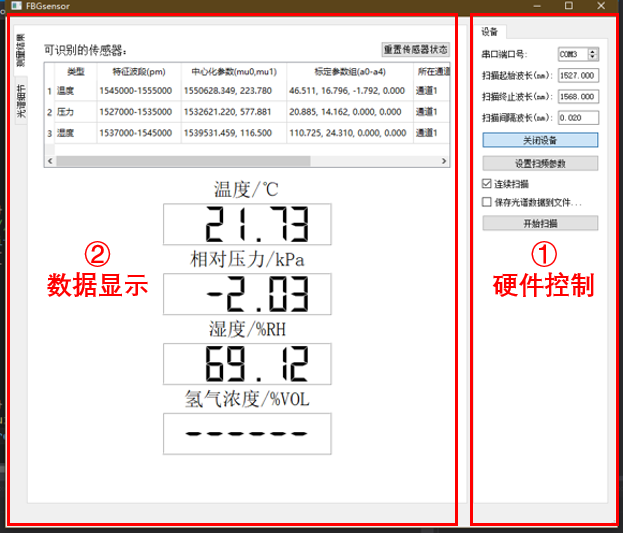 FBGsensor
测量结果
光谱细节
可识别的传感器:
重置传感器状态
类型 特征波段(pm) 中心化参数(mu0,mu1) 标定参数组(a0-a4) 所在通道
1 温度 1545000-1555000 1550628.349, 223.780 46.511, 16.796, -1.792, 0.000 通道1
2 压力 1527000-1535000 1532621.220, 577.881 20.885, 14.162, 0.000, 0.000 通道1
3 湿度 1537000-1545000 1539531.459, 116.500 110.725, 24.310, 0.000, 0.000 通道1
温度/℃
21.73
相对压力/kPa
-2.03
湿度/%RH
69.12
氢气浓度/%VOL
------
②
数据显示
设备
串口端口号: COM3
扫描起始波长(nm): 1527.000
扫描终止波长(nm): 1568.000
扫描间隔波长(nm): 0.020
关闭设备
设置扫频参数
连续扫描
保存光谱数据到文件...
开始扫描
①
硬件控制